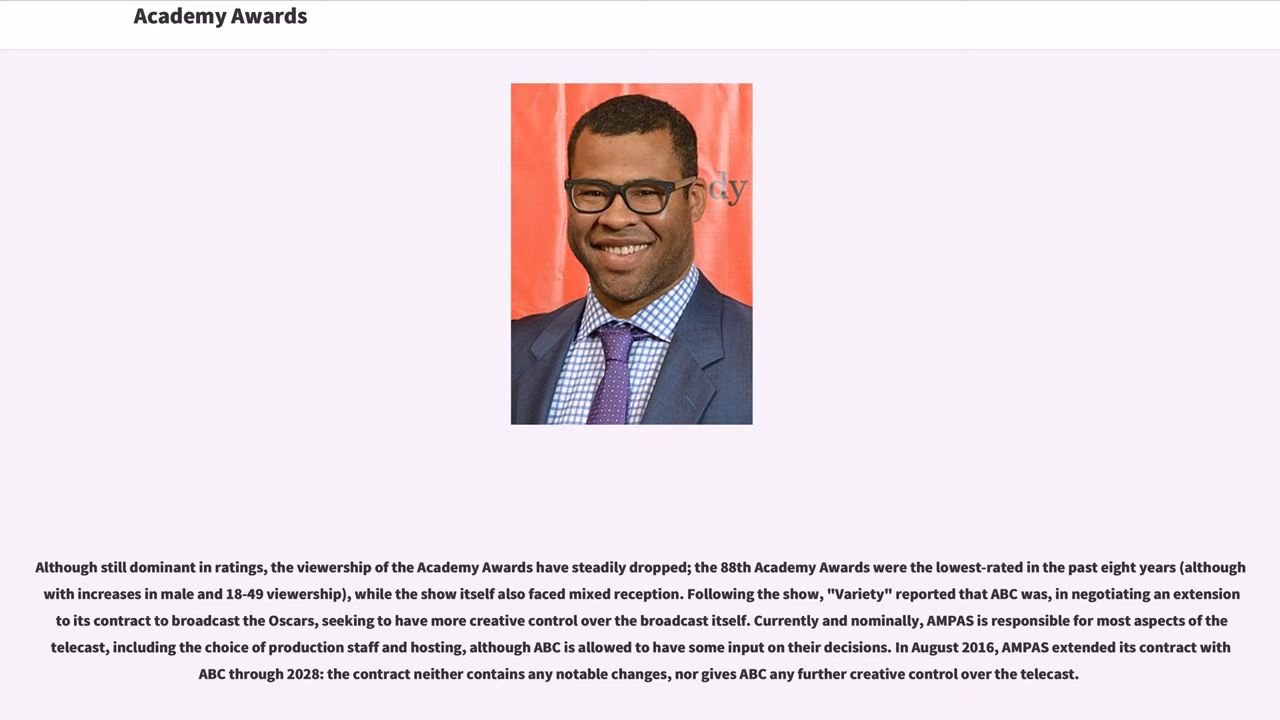 Academy Awards
dy
Although still dominant in ratings, the viewership of the Academy Awards have steadily dropped; the 88th Academy Awards were the lowest-rated in the past eight years (although
with increases in male and 18-49 viewership), while the show itself also faced mixed reception. Following the show, "Variety" reported that ABC was, in negotiating an extension
to its contract to broadcast the Oscars, seeking to have more creative control over the broadcast itself. Currently and nominally, AMPAS is responsible for most aspects of the
telecast, including the choice of production staff and hosting, although ABC is allowed to have some input on their decisions. In August 2016, AMPAS extended its contract with
ABC through 2028: the contract neither contains any notable changes, nor gives ABC any further creative control over the telecast.